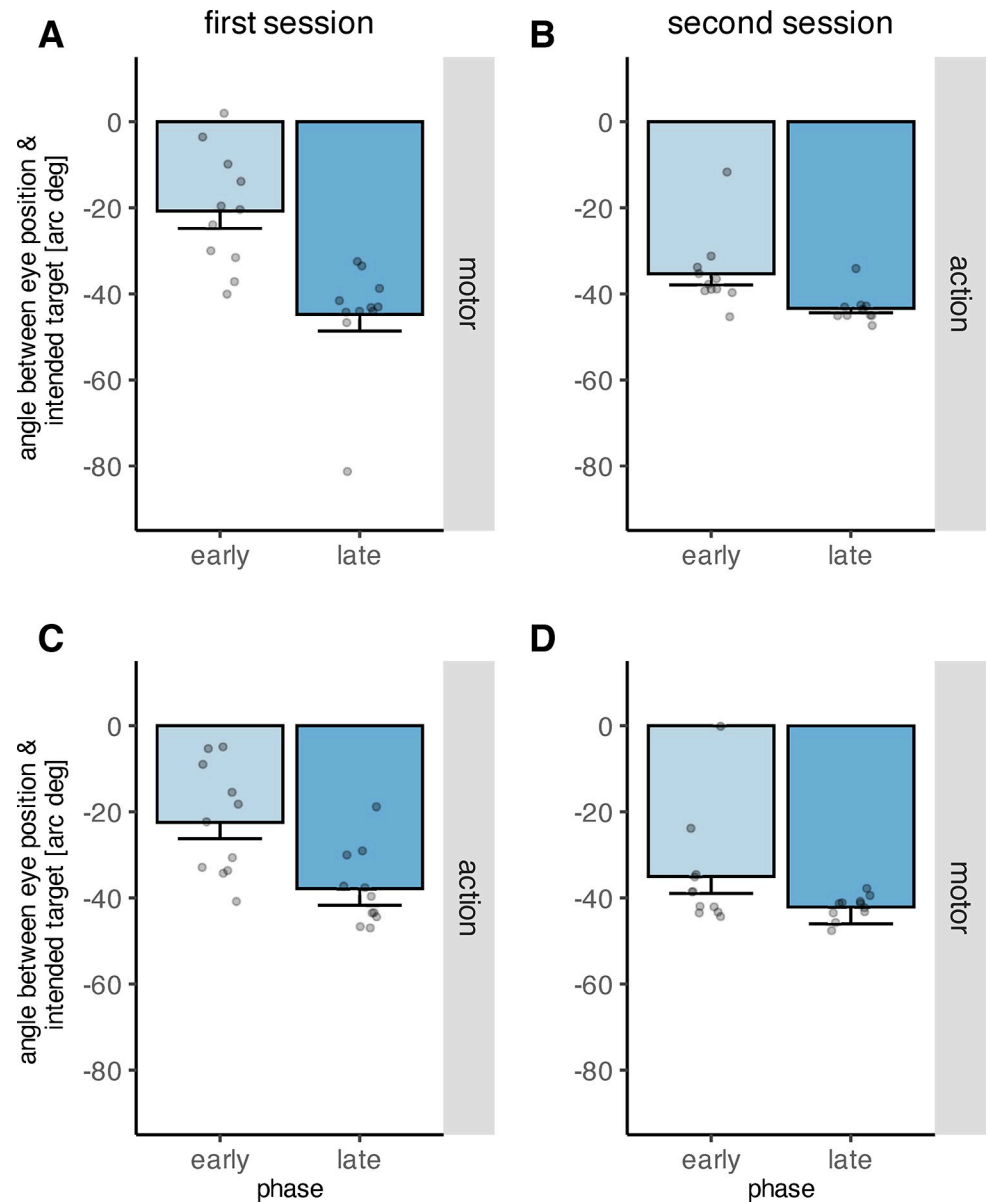 A
first session
B
second session
angle between eye position &
intended target [arc deg]
0
-20
-40
-60
-80
early
late
motor
0
-20
-40
-60
-80
early
late
action
C
D
angle between eye position &
intended target [arc deg]
0
-20
-40
-60
-80
early
late
phase
action
0
-20
-40
-60
-80
early
late
phase
motor